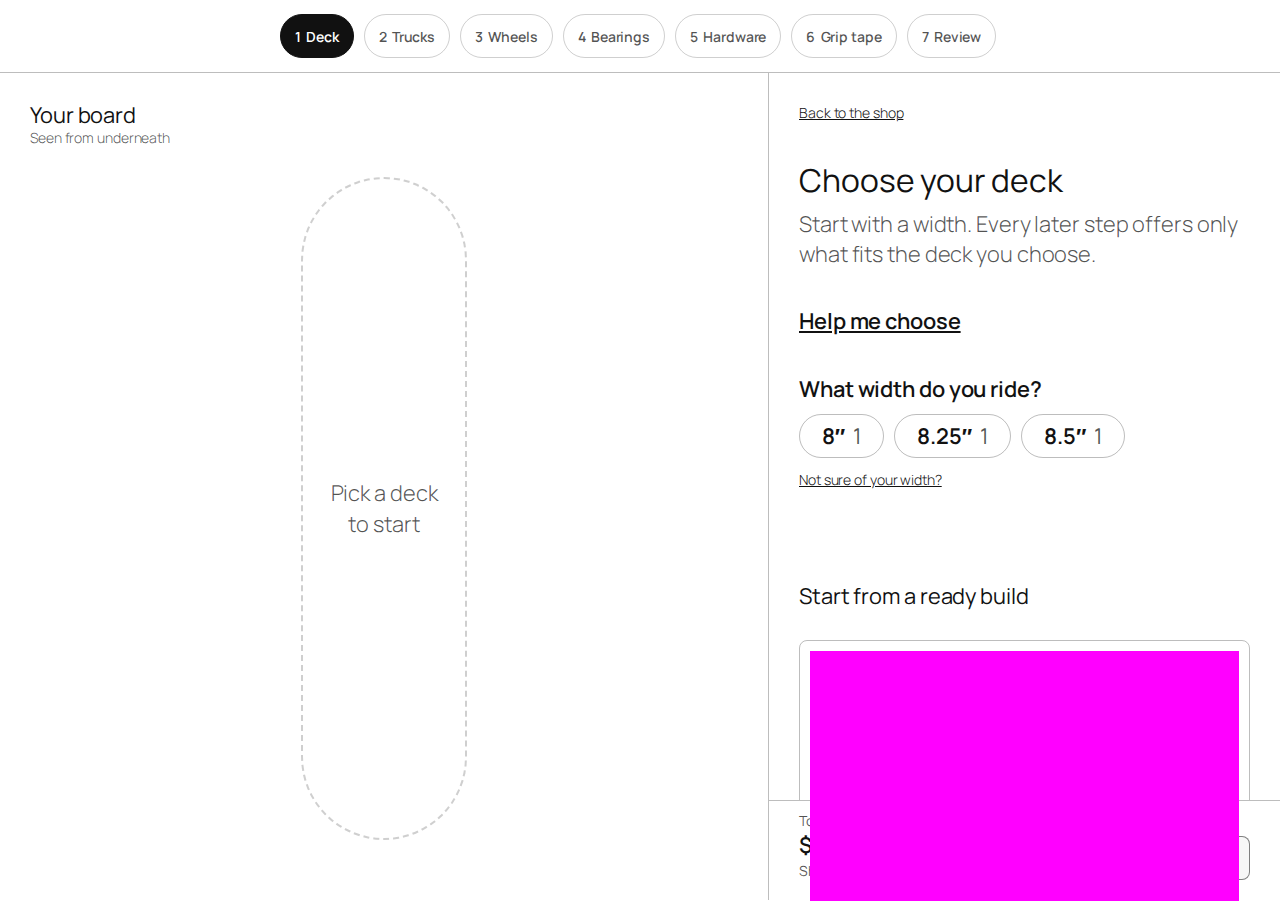 1 Deck
2 Trucks
3 Wheels
4 Bearings
5 Hardware
6 Grip tape
7 Review
Your board
Seen from underneath
Pick a deck
to start
Back to the shop
Choose your deck
Start with a width. Every later step offers only
what fits the deck you choose.
Help me choose
What width do you ride?
8″ 1
8.25″ 1
8.5″ 1
Not sure of your width?
Start from a ready build
$